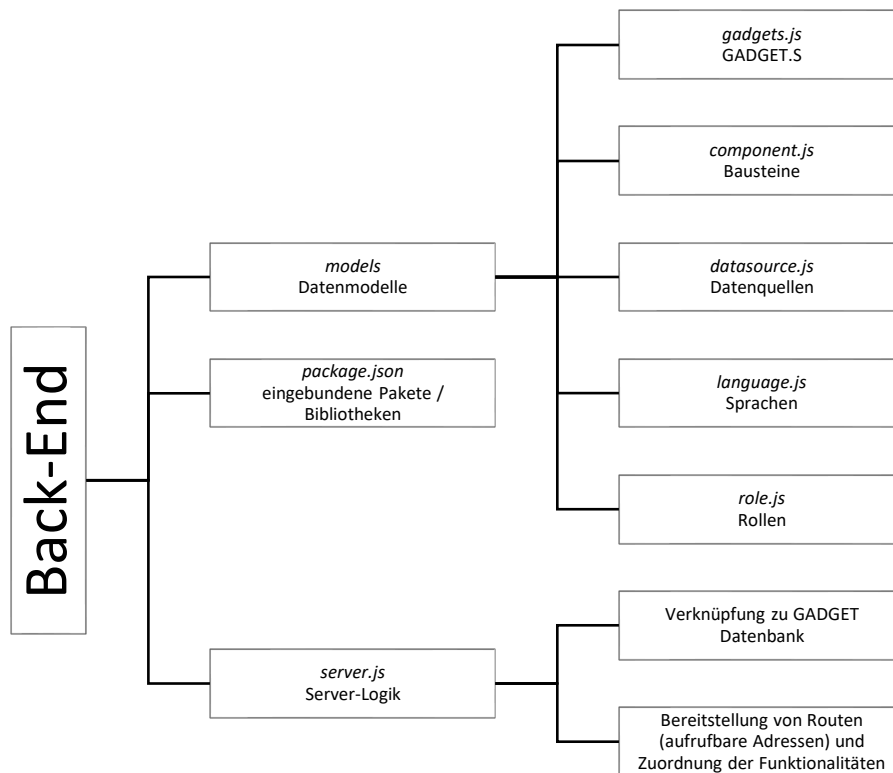 Back-End
models
Datenmodelle
package.json
eingebundene Pakete /
Bibliotheken
server.js
Server-Logik
gadgets.js
GADGET.S
component.js
Bausteine
datasource.js
Datenquellen
language.js
Sprachen
role.js
Rollen
Verknüpfung zu GADGET
Datenbank
Bereitstellung von Routen
(aufrufbare Adressen) und
Zuordnung der Funktionalitäten